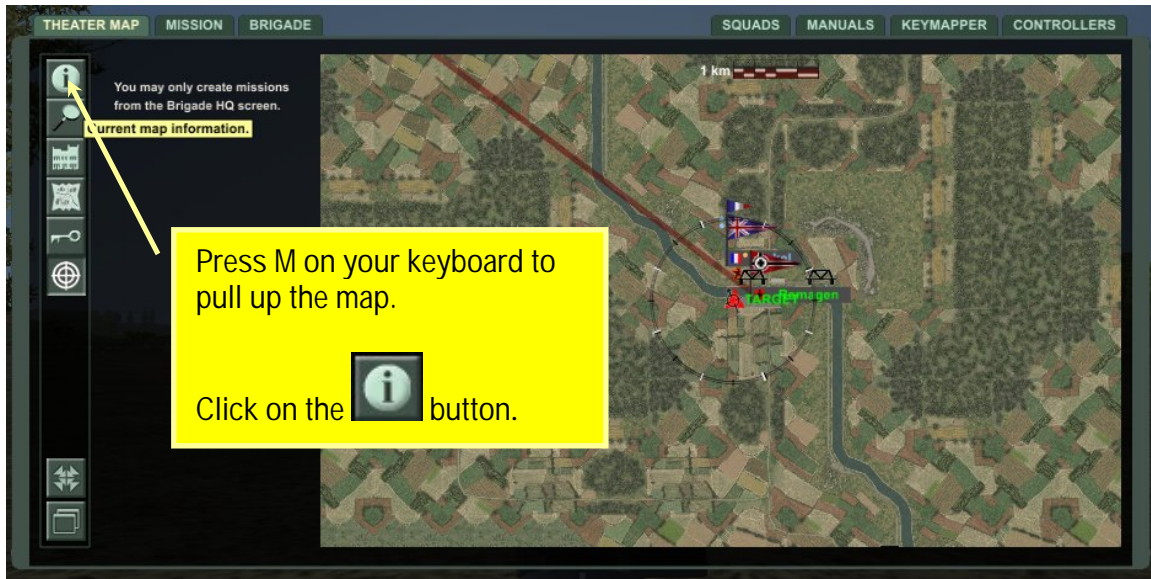 THEATER MAP MISSION BRIGADE SQUADS MANUALS KEYMAPPER CONTROLLERS
You may only create missions
from the Brigade HQ screen.
Current map information.
1 km
Press M on your keyboard to
pull up the map.
Click on the i button.
TARGET Remagen